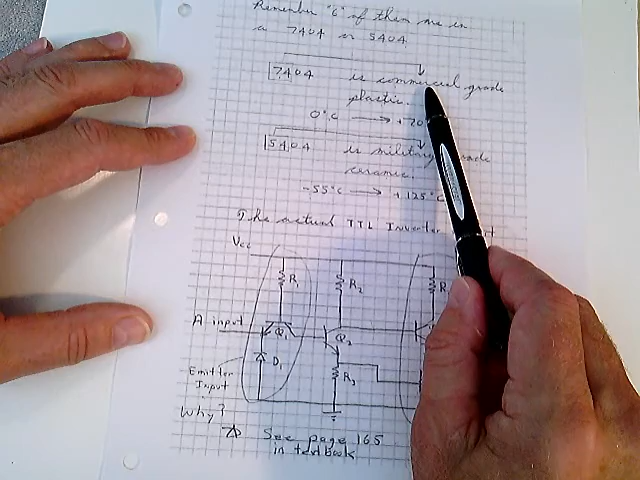 Remember "6" of them are in
a 7404 or 5404
7404 is commercial grade
plastic.
0°C → +70
5404 is military grade
ceramic.
-55°C → +125°C
The actual TTL Inverter
Vcc
R1
R2
R
A input
Q1
Q2
D1
R3
Emitter
Input
Why?
See page 165
in textbook